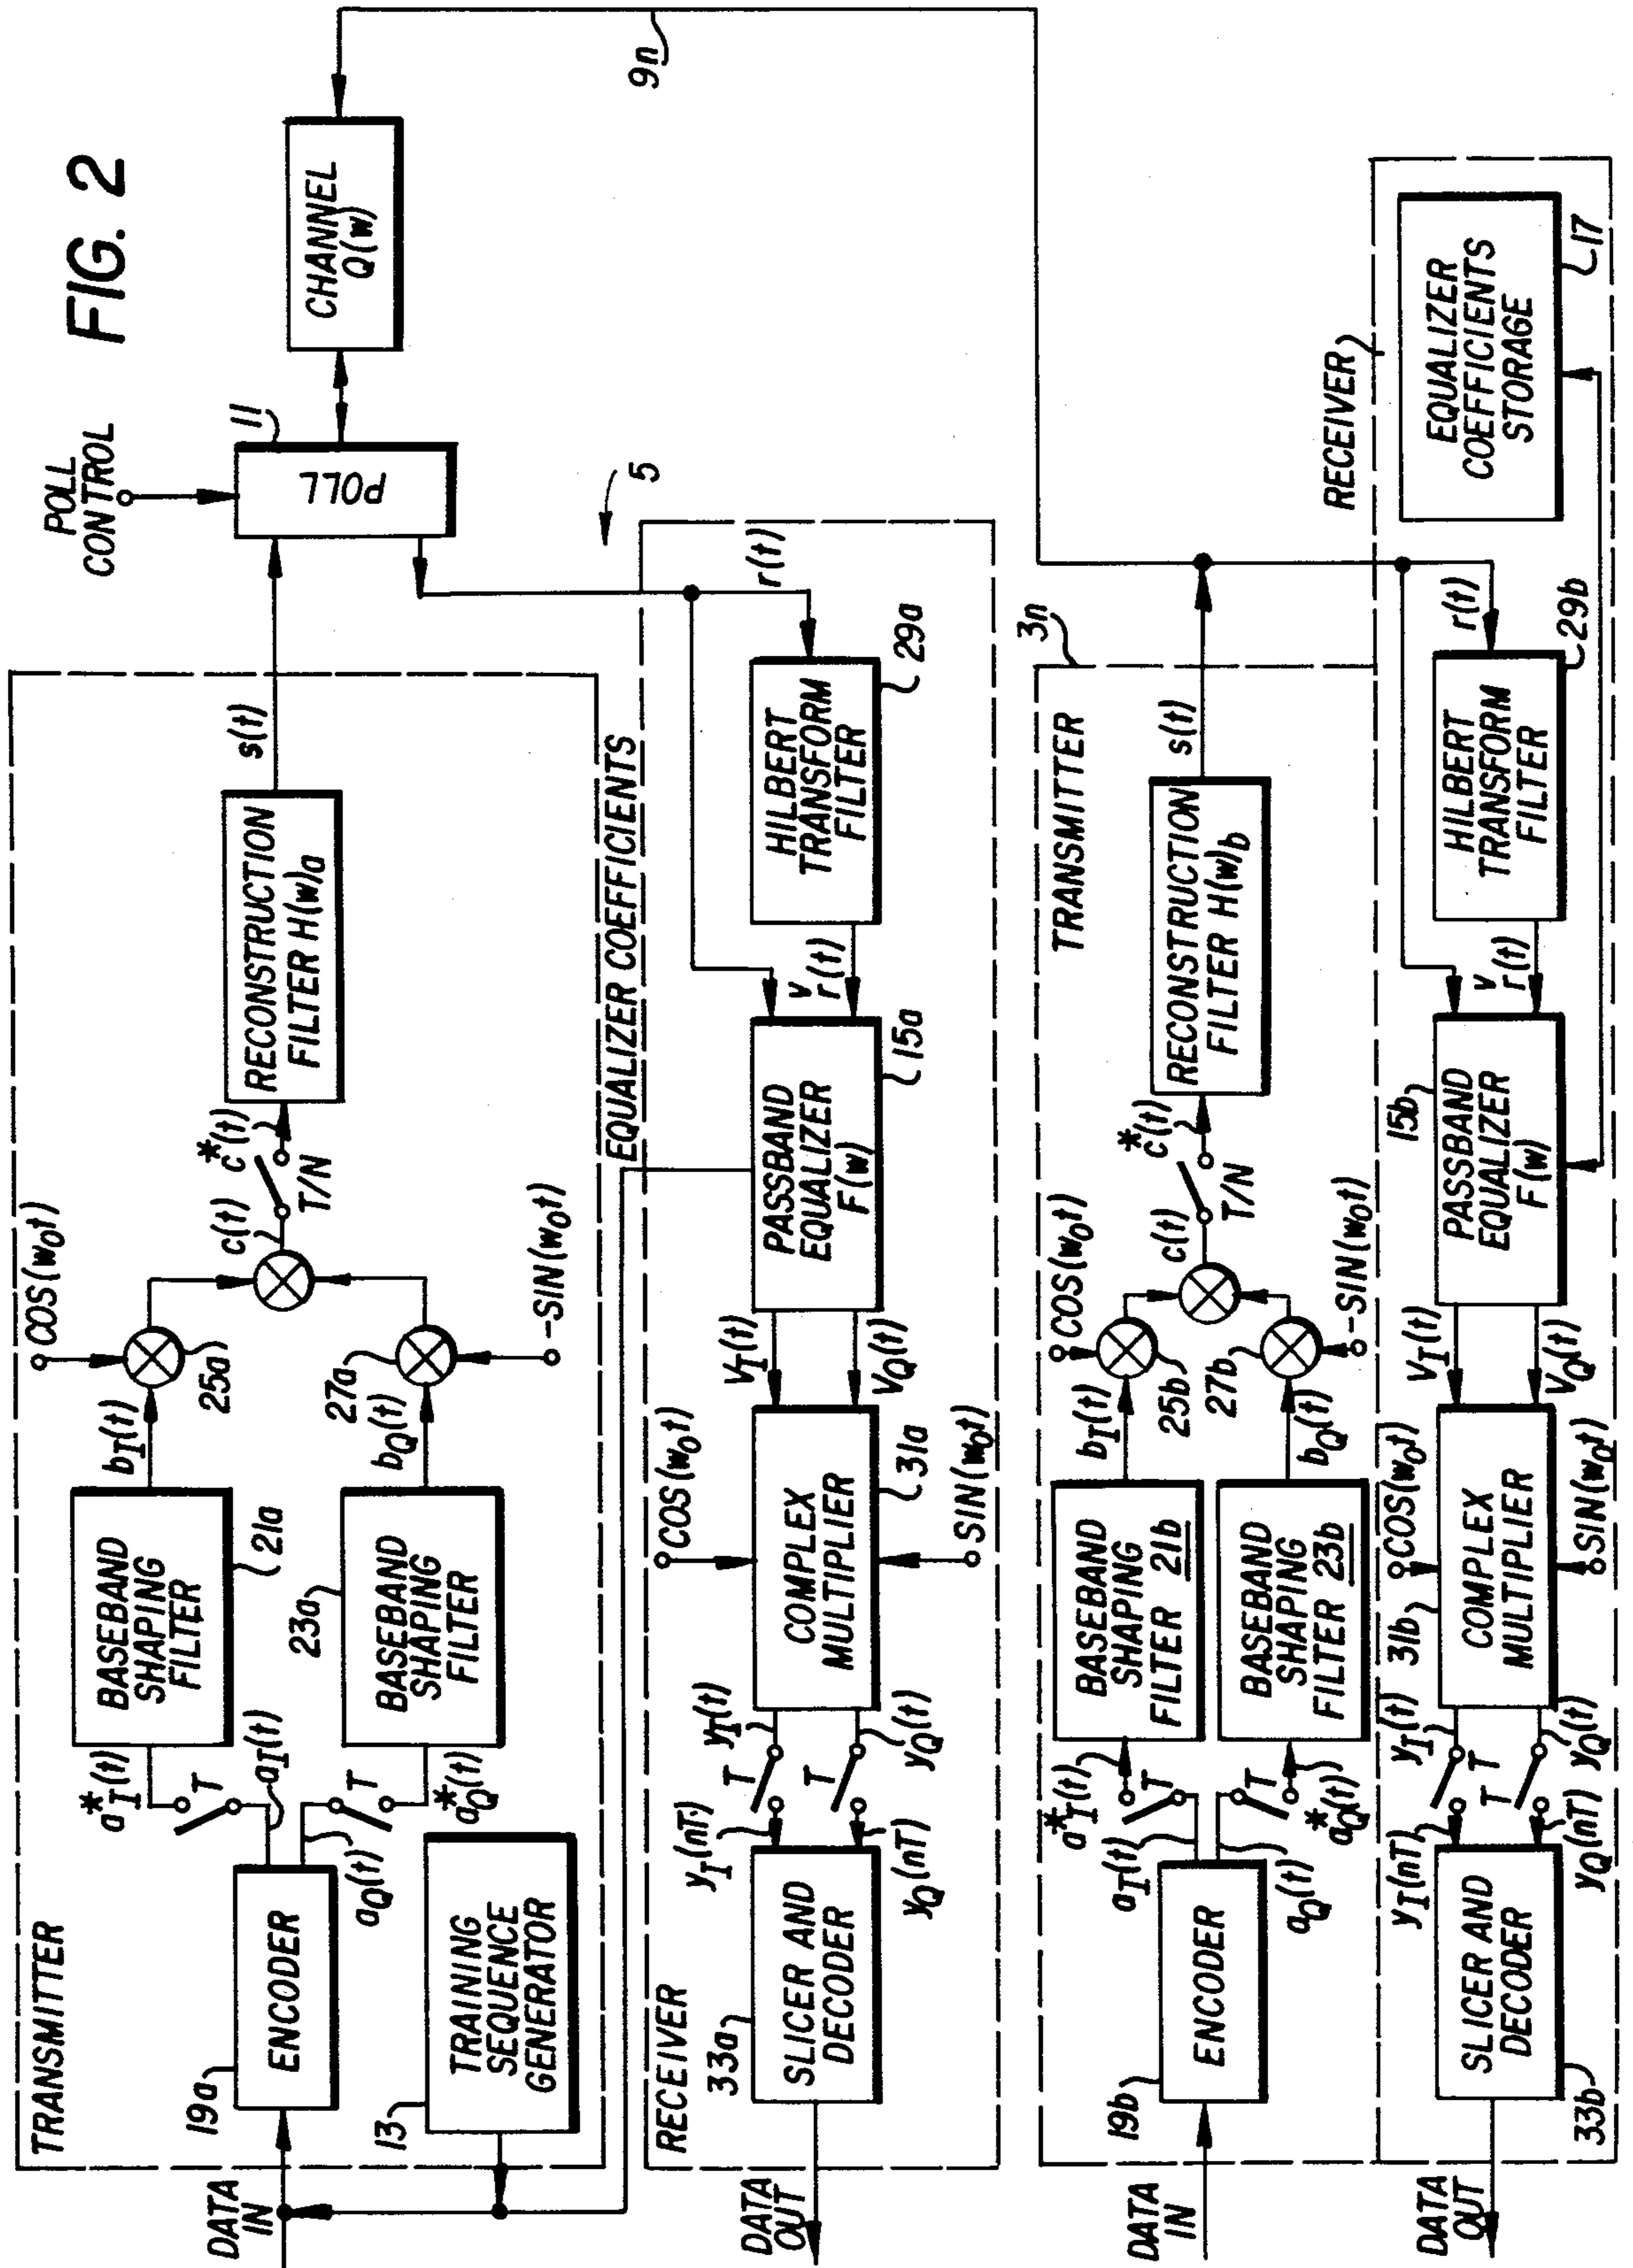 FIG. 2
TRANSMITTER
DATA
IN
19a
ENCODER
13
TRAINING
SEQUENCE
GENERATOR
a*I(t)
T
aI(t)
aQ(t)
T
a*Q(t)
BASEBAND
SHAPING
FILTER
21a
23a
BASEBAND
SHAPING
FILTER
bI(t)
bQ(t)
COS(w0t)
25a
27a
-SIN(w0t)
c(t)
T/N
c*(t)
RECONSTRUCTION
FILTER H(w)a
s(t)
POLL
CONTROL
11
POLL
CHANNEL
Q(w)
9n
5
EQUALIZER COEFFICIENTS
RECEIVER
DATA
OUT
33a
SLICER AND
DECODER
yI(nT)
yQ(nT)
T
T
yI(t)
yQ(t)
COS(w0t)
COMPLEX
MULTIPLIER
31a
SIN(w0t)
VI(t)
VQ(t)
PASSBAND
EQUALIZER
F(w)
15a
v
r(t)
HILBERT
TRANSFORM
FILTER
29a
r(t)
3n
TRANSMITTER
DATA
IN
19b
ENCODER
a*I(t)
T
aI(t)
aQ(t)
T
a*Q(t)
BASEBAND
SHAPING
FILTER 21b
BASEBAND
SHAPING
FILTER 23b
bI(t)
bQ(t)
COS(w0t)
25b
27b
-SIN(w0t)
c(t)
T/N
c*(t)
RECONSTRUCTION
FILTER H(w)b
s(t)
RECEIVER
DATA
OUT
33b
SLICER AND
DECODER
yI(nT)
yQ(nT)
T
T
yI(t)
yQ(t)
COS(w0t)
31b
COMPLEX
MULTIPLIER
SIN(w0t)
VI(t)
VQ(t)
15b
PASSBAND
EQUALIZER
F(w)
v
r(t)
HILBERT
TRANSFORM
FILTER
29b
r(t)
EQUALIZER
COEFFICIENTS
STORAGE
17